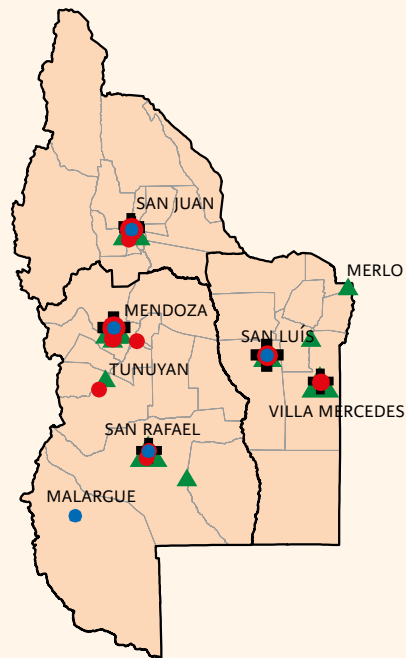 SAN JUAN
MERLO
MENDOZA
SAN LUÍS
TUNUYAN
VILLA MERCEDES
SAN RAFAEL
MALARGUE